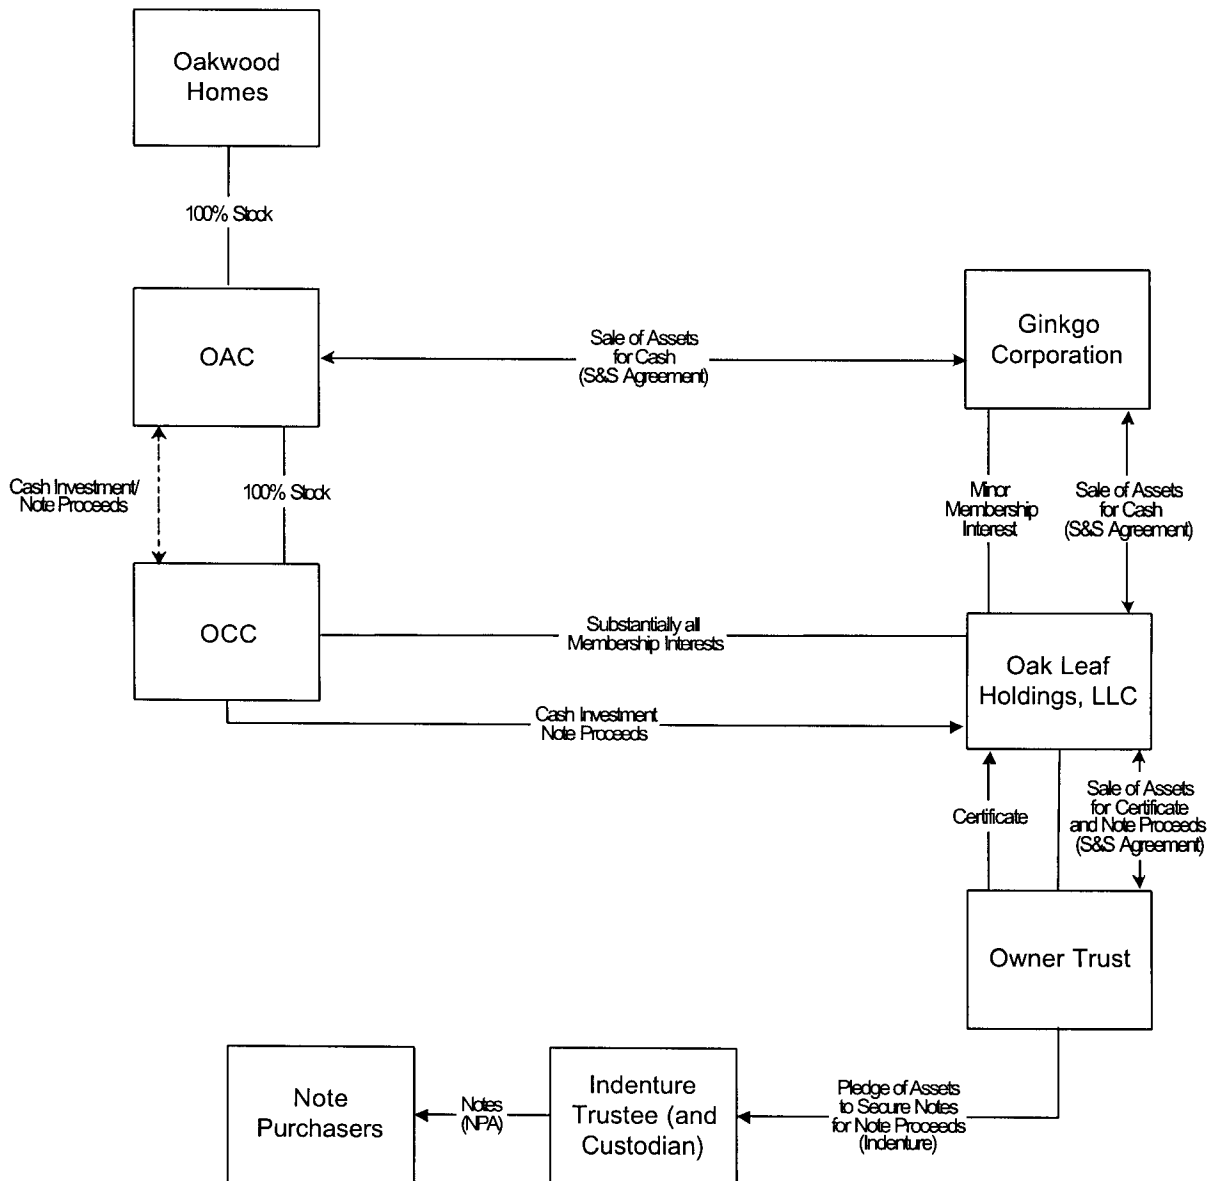 Oakwood
Homes
100% Stock
OAC
Sale of Assets
for Cash
(S&S Agreement)
Ginkgo
Corporation
Cash Investment/
Note Proceeds
100% Stock
Minor
Membership
Interest
Sale of Assets
for Cash
(S&S Agreement)
OCC
Substantially all
Membership Interests
Oak Leaf
Holdings, LLC
Cash Investment
Note Proceeds
Certificate
Sale of Assets
for Certificate
and Note Proceeds
(S&S Agreement)
Owner Trust
Note
Purchasers
Notes
(NPA)
Indenture
Trustee (and
Custodian)
Pledge of Assets
to Secure Notes
for Note Proceeds
(Indenture)